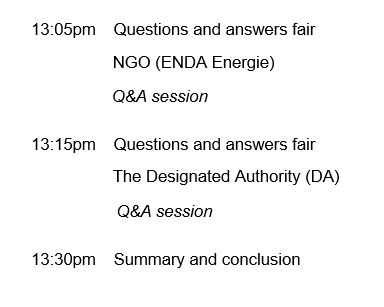 13:05pm Questions and answers fair
NGO (ENDA Energie)
Q&A session
13:15pm Questions and answers fair
The Designated Authority (DA)
Q&A session
13:30pm Summary and conclusion